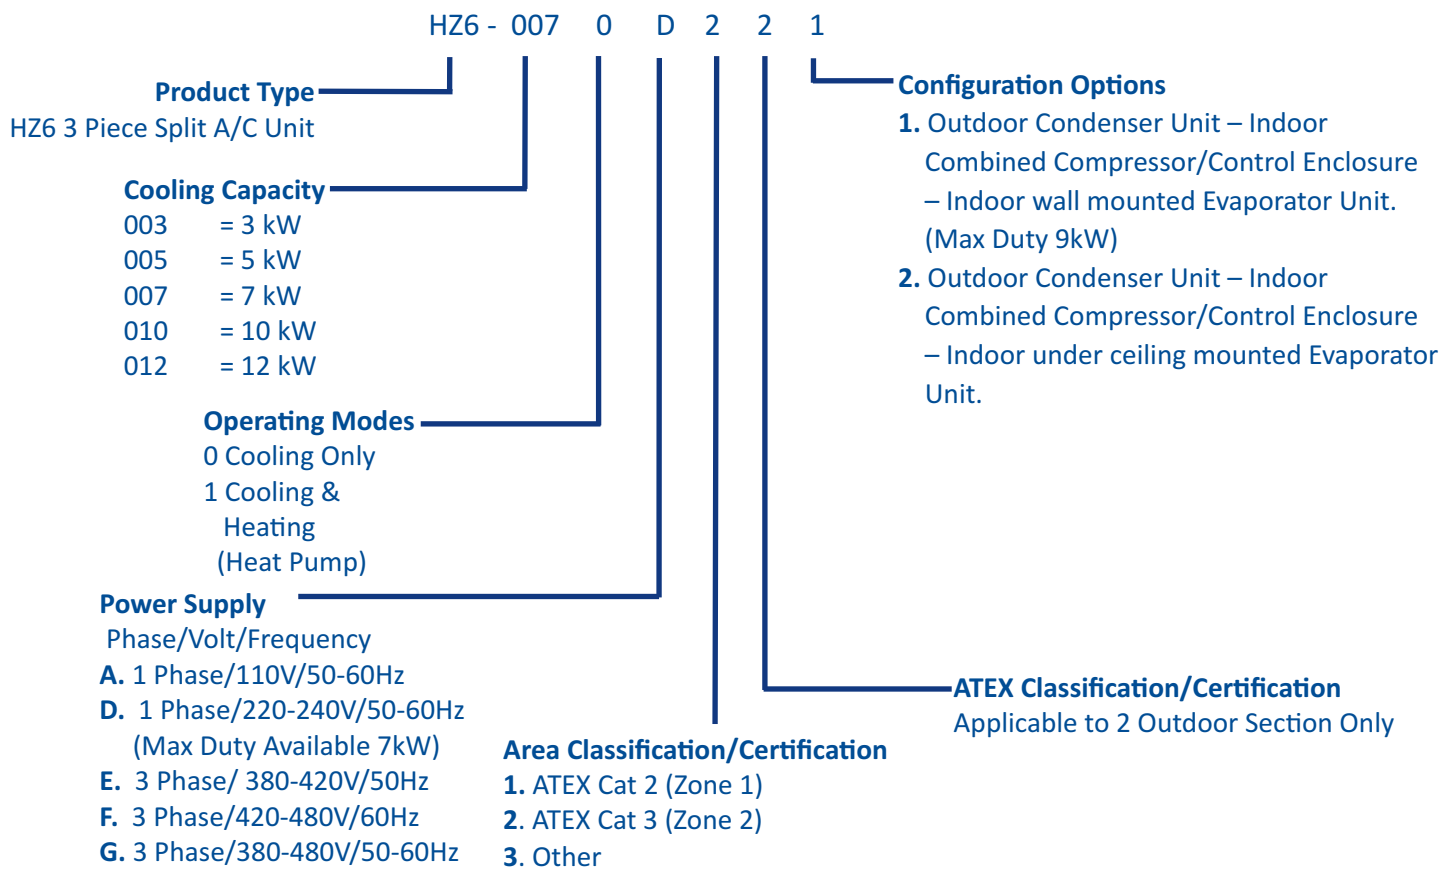 HZ6 - 007 0 D 2 2 1
Product Type
HZ6 3 Piece Split A/C Unit
Cooling Capacity
003 = 3 kW
005 = 5 kW
007 = 7 kW
010 = 10 kW
012 = 12 kW
Operating Modes
0 Cooling Only
1 Cooling &
Heating
(Heat Pump)
Power Supply
Phase/Volt/Frequency
A. 1 Phase/110V/50-60Hz
D. 1 Phase/220-240V/50-60Hz
(Max Duty Available 7kW)
E. 3 Phase/ 380-420V/50Hz
F. 3 Phase/420-480V/60Hz
G. 3 Phase/380-480V/50-60Hz
Area Classification/Certification
1. ATEX Cat 2 (Zone 1)
2. ATEX Cat 3 (Zone 2)
3. Other
ATEX Classification/Certification
Applicable to 2 Outdoor Section Only
Configuration Options
1. Outdoor Condenser Unit – Indoor
Combined Compressor/Control Enclosure
– Indoor wall mounted Evaporator Unit.
(Max Duty 9kW)
2. Outdoor Condenser Unit – Indoor
Combined Compressor/Control Enclosure
– Indoor under ceiling mounted Evaporator
Unit.